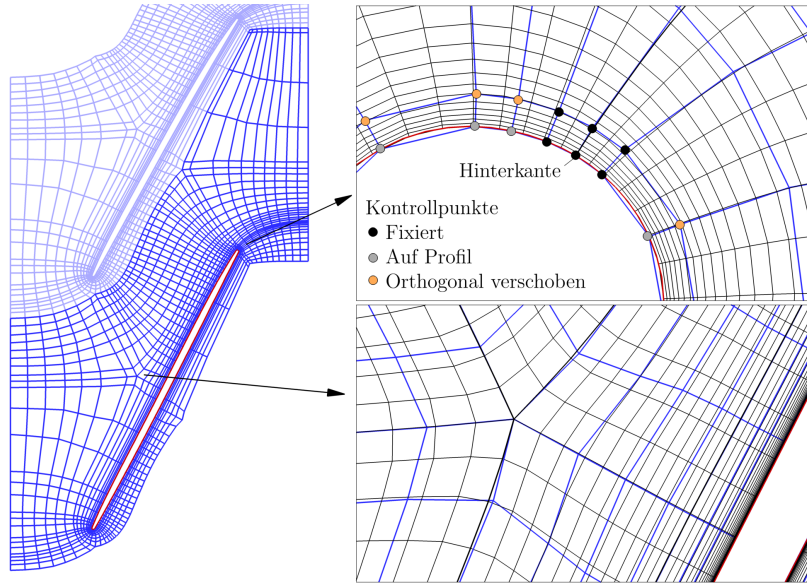 Hinterkante
Kontrollpunkte
Fixiert
Auf Profil
Orthogonal verschoben